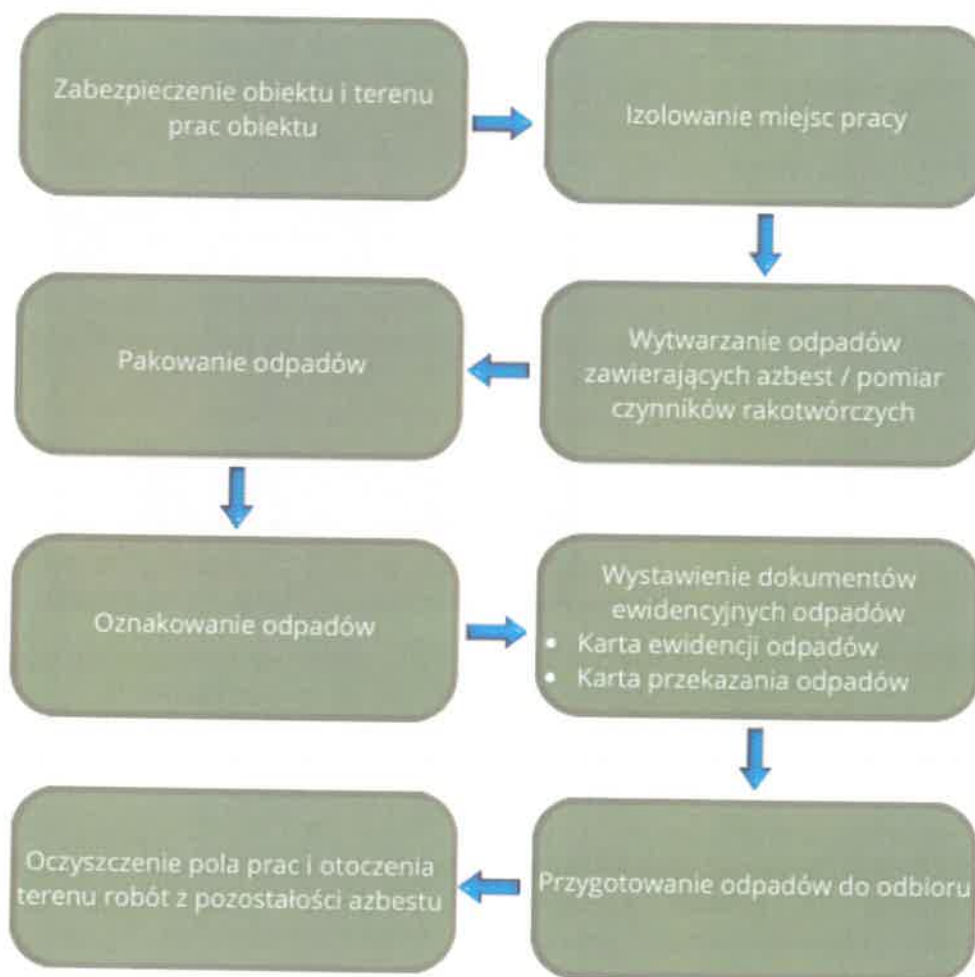 Zabezpieczenie obiektu i terenu
prac obiektu
Izolowanie miejsc pracy
Wytwarzanie odpadów
zawierających azbest / pomiar
czynników rakotwórczych
Pakowanie odpadów
Oznakowanie odpadów
Wystawienie dokumentów
ewidencyjnych odpadów
• Karta ewidencji odpadów
• Karta przekazania odpadów
Przygotowanie odpadów do odbioru
Oczyszczenie pola prac i otoczenia
terenu robót z pozostałości azbestu